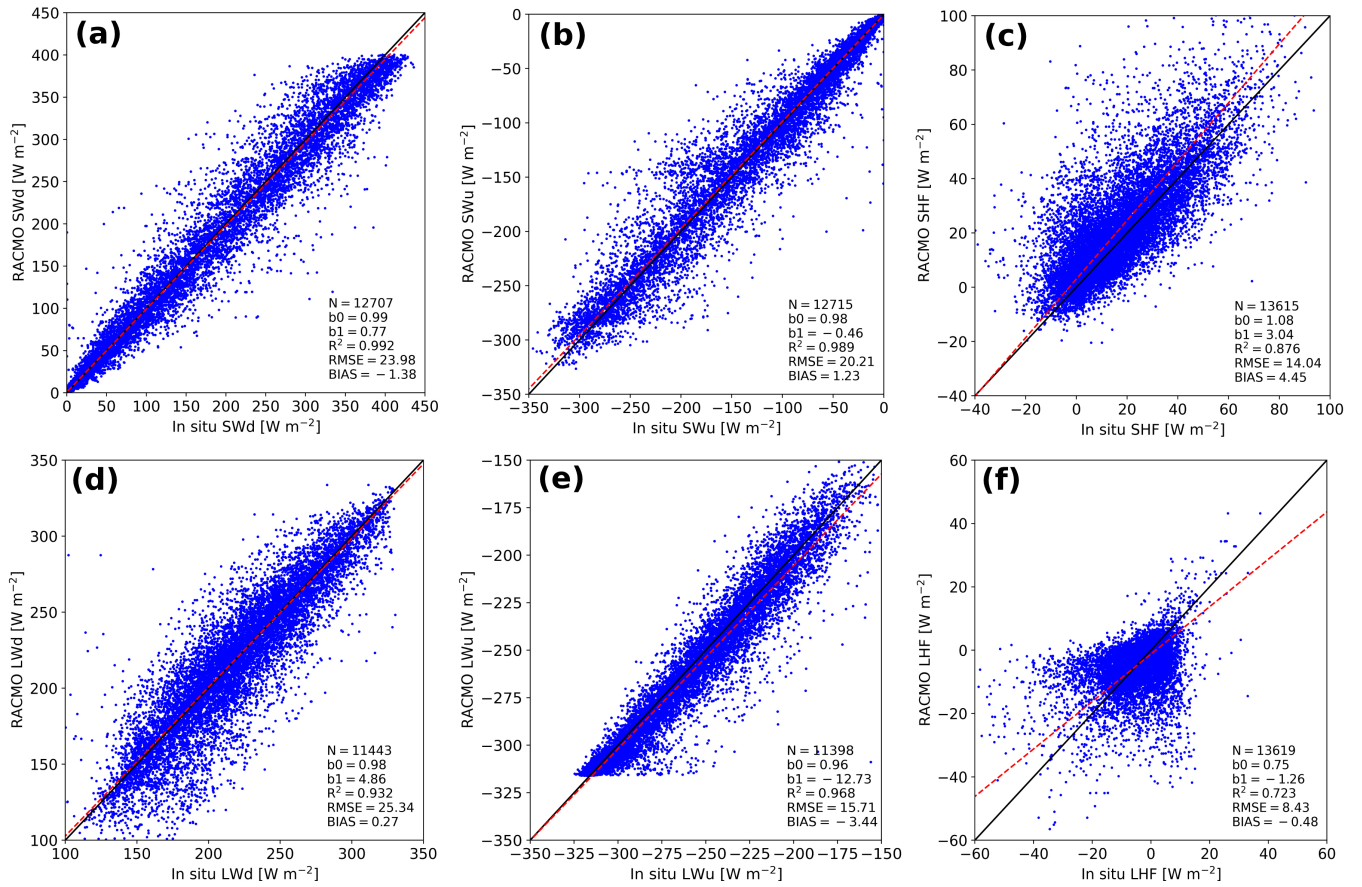 (a)
RACMO SWd [W m⁻²]
450
400
350
300
250
200
150
100
50
0
N = 12707
b0 = 0.99
b1 = 0.77
R² = 0.992
RMSE = 23.98
BIAS = −1.38
0 50 100 150 200 250 300 350 400 450
In situ SWd [W m⁻²]
(b)
RACMO SWu [W m⁻²]
0
−50
−100
−150
−200
−250
−300
−350
N = 12715
b0 = 0.98
b1 = −0.46
R² = 0.989
RMSE = 20.21
BIAS = 1.23
−350 −300 −250 −200 −150 −100 −50 0
In situ SWu [W m⁻²]
(c)
RACMO SHF [W m⁻²]
100
80
60
40
20
0
−20
−40
N = 13615
b0 = 1.08
b1 = 3.04
R² = 0.876
RMSE = 14.04
BIAS = 4.45
−40 −20 0 20 40 60 80 100
In situ SHF [W m⁻²]
(d)
RACMO LWd [W m⁻²]
350
300
250
200
150
100
N = 11443
b0 = 0.98
b1 = 4.86
R² = 0.932
RMSE = 25.34
BIAS = 0.27
100 150 200 250 300 350
In situ LWd [W m⁻²]
(e)
RACMO LWu [W m⁻²]
−150
−175
−200
−225
−250
−275
−300
−325
−350
N = 11398
b0 = 0.96
b1 = −12.73
R² = 0.968
RMSE = 15.71
BIAS = −3.44
−350 −325 −300 −275 −250 −225 −200 −175 −150
In situ LWu [W m⁻²]
(f)
RACMO LHF [W m⁻²]
60
40
20
0
−20
−40
−60
N = 13619
b0 = 0.75
b1 = −1.26
R² = 0.723
RMSE = 8.43
BIAS = −0.48
−60 −40 −20 0 20 40 60
In situ LHF [W m⁻²]